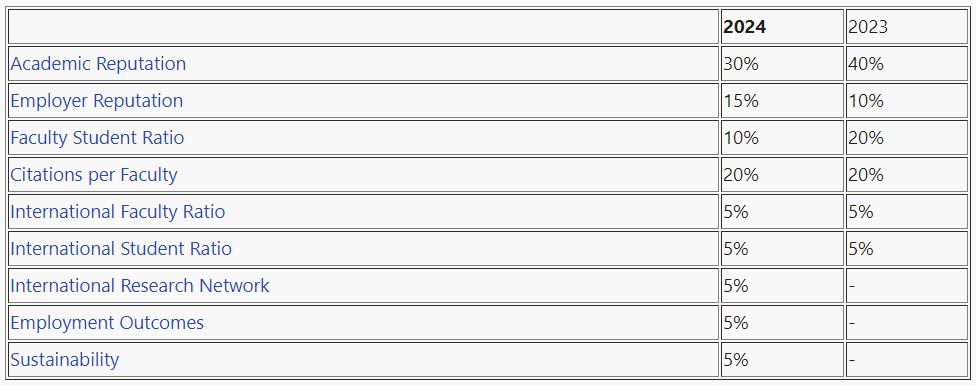 2024 2023
Academic Reputation 30% 40%
Employer Reputation 15% 10%
Faculty Student Ratio 10% 20%
Citations per Faculty 20% 20%
International Faculty Ratio 5% 5%
International Student Ratio 5% 5%
International Research Network 5% -
Employment Outcomes 5% -
Sustainability 5% -